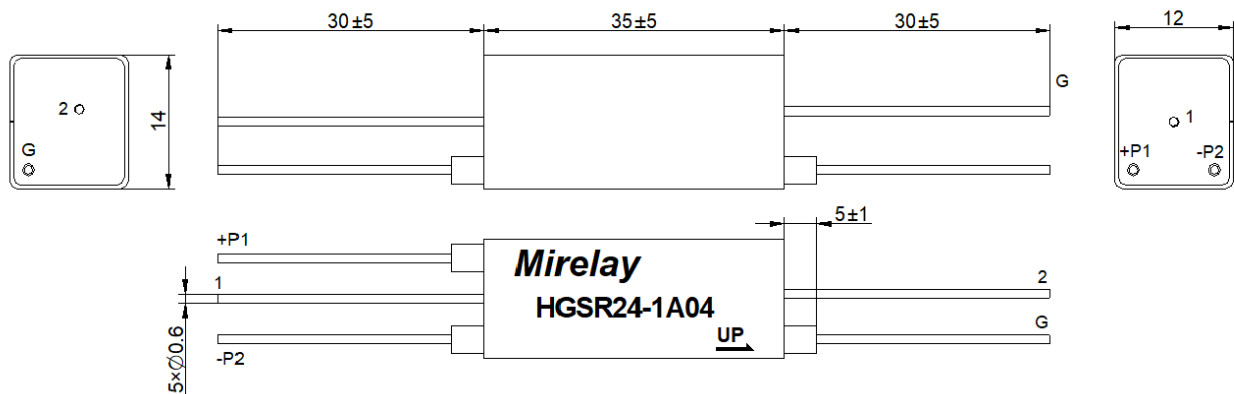 30±5 35±5 30±5 12
2
G
14
G
1
+P1 -P2
5±1
+P1
1
-P2
5×∅0.6
Mirelay
HGSR24-1A04
UP
2
G